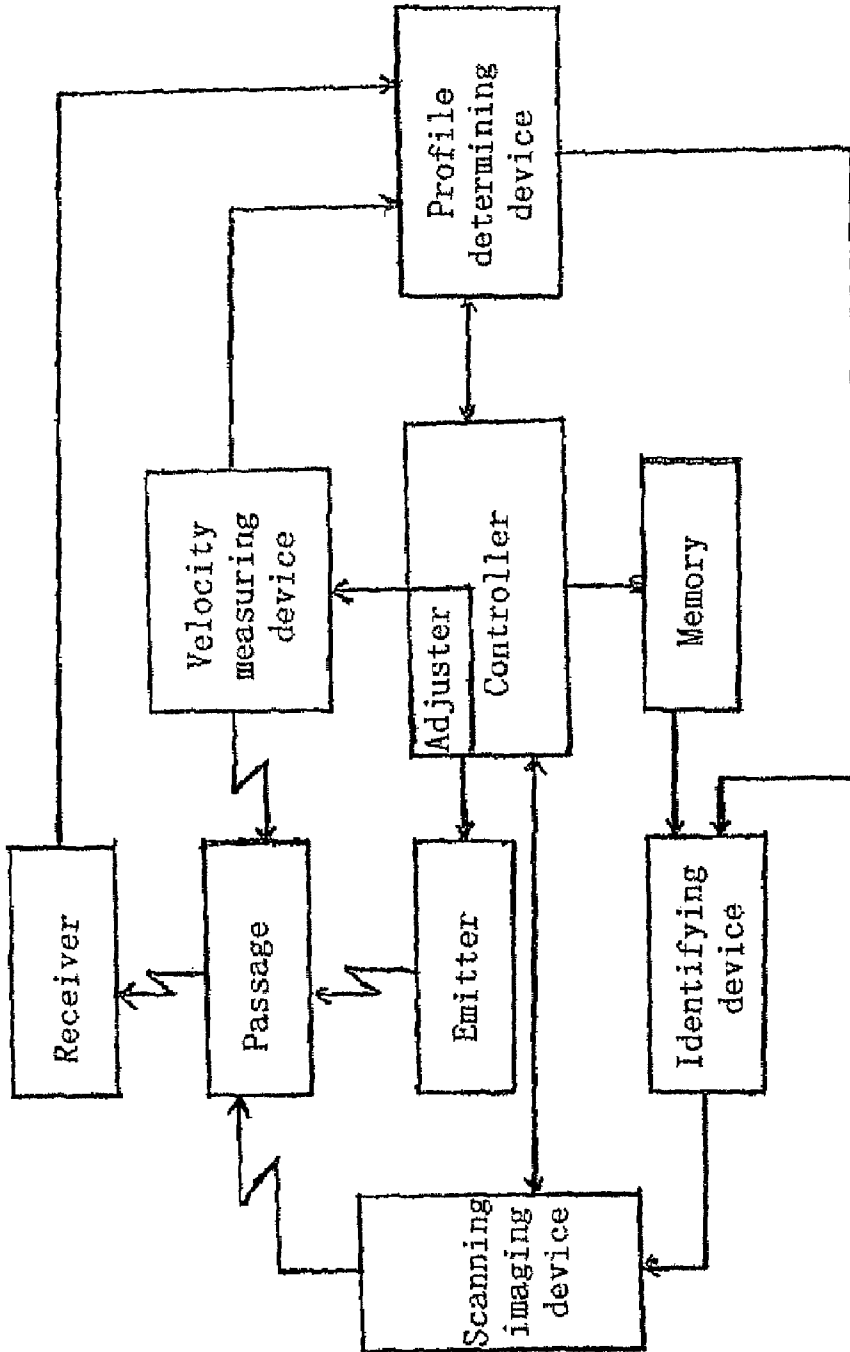 Receiver
Passage
Emitter
Scanning
imaging
device
Velocity
measuring
device
Adjuster
Controller
Identifying
device
Memory
Profile
determining
device